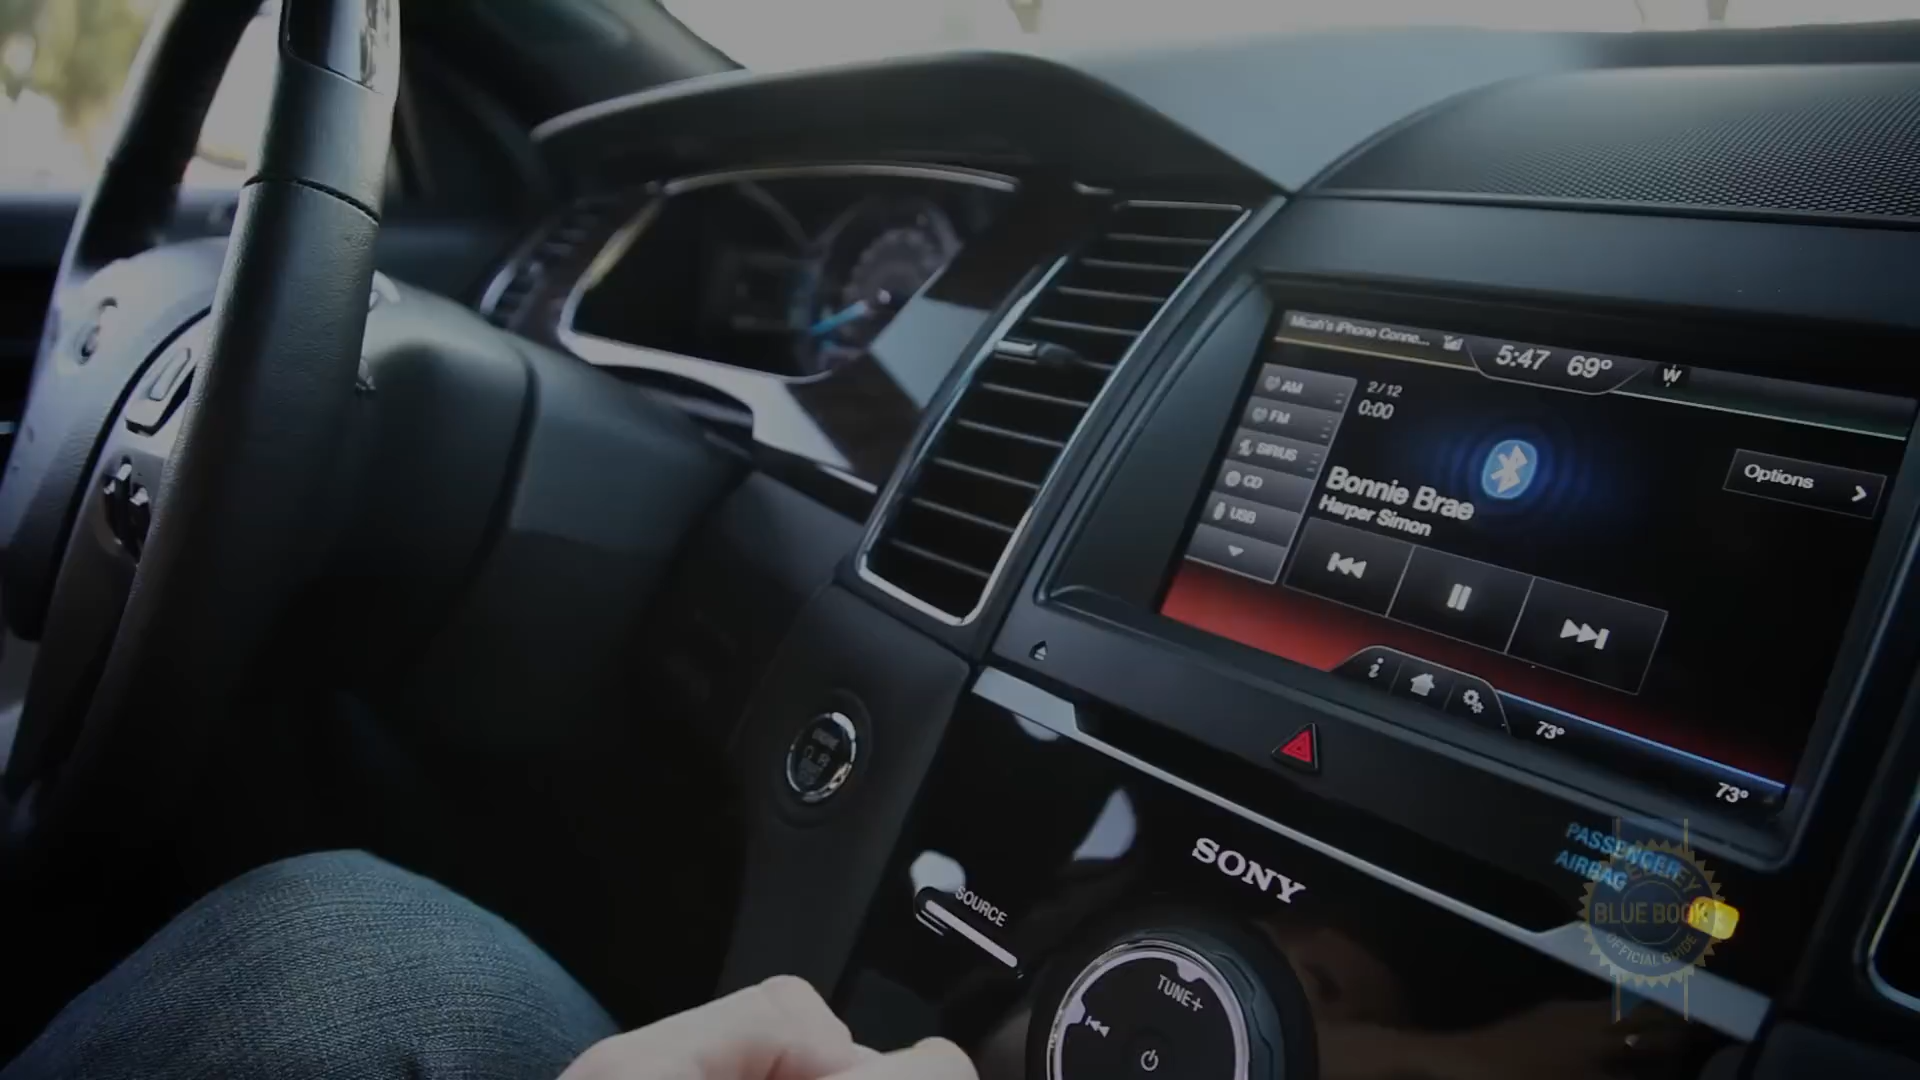 Micah's iPhone Conne...
5:47 69°
W
AM
2/12
FM
0:00
SIRIUS
CD
USB
Bonnie Brae
Harper Simon
Options
i
73°
73°
PASSENGER
AIRBAG
SONY
SOURCE
TUNE+
KELLEY
BLUE BOOK
OFFICIAL GUIDE